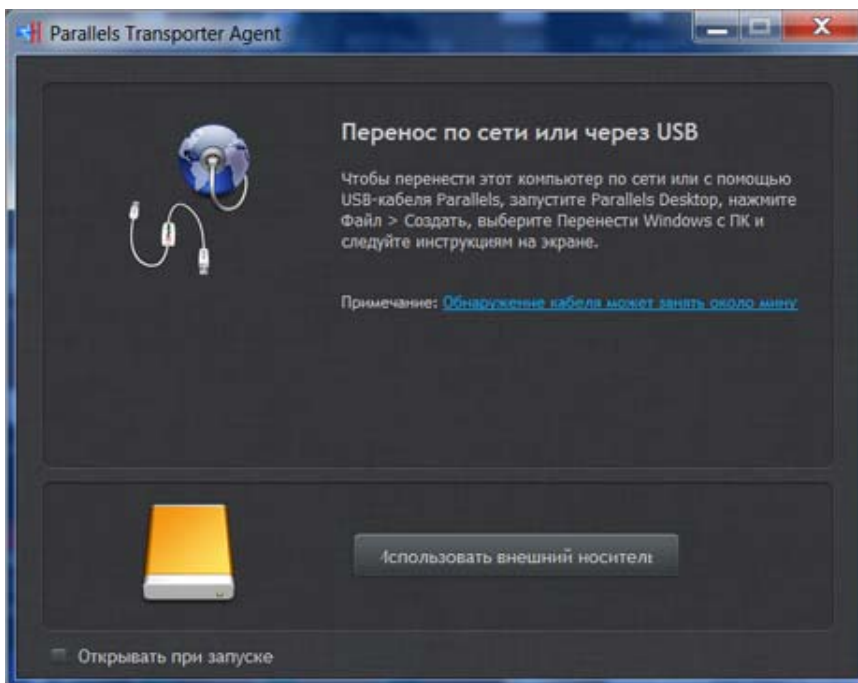 Parallels Transporter Agent
Перенос по сети или через USB
Чтобы перенести этот компьютер по сети или с помощью
USB-кабеля Parallels, запустите Parallels Desktop, нажмите
Файл > Создать, выберите Перенести Windows с ПК и
следуйте инструкциям на экране.
Примечание: Обнаружение кабеля может занять около мину
Использовать внешний носитель
Открывать при запуске